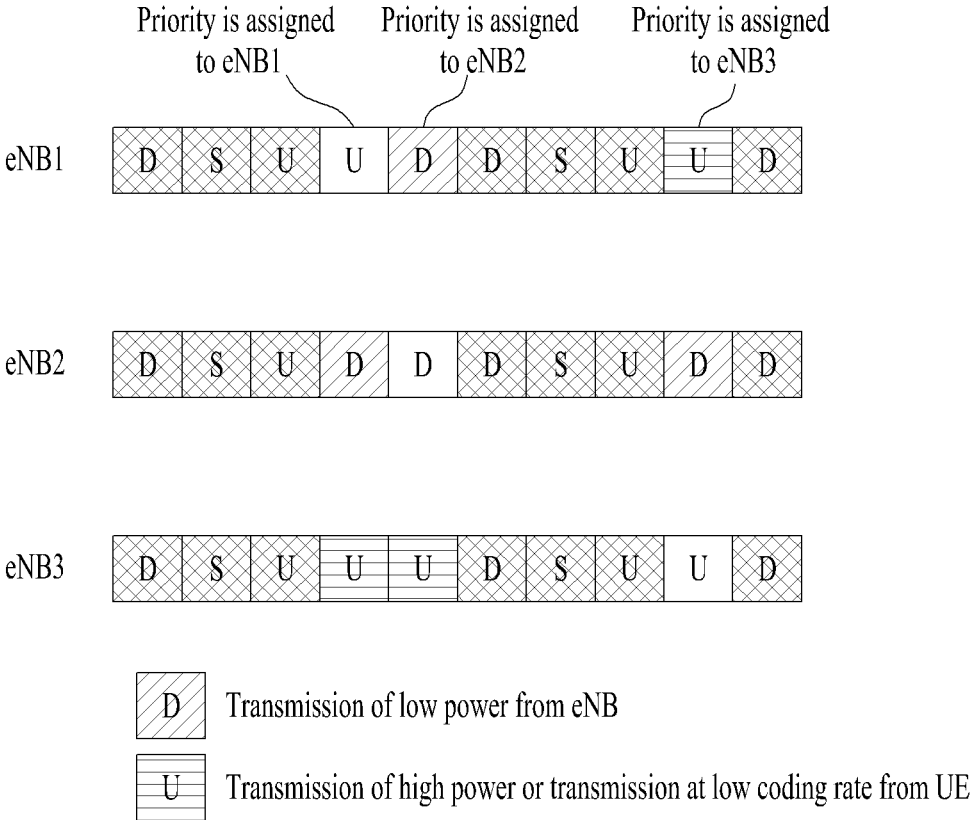 Priority is assigned
to eNB1
Priority is assigned
to eNB2
Priority is assigned
to eNB3
eNB1 D S U U D D S U U D
eNB2 D S U D D D S U D D
eNB3 D S U U U D S U U D
D Transmission of low power from eNB
U Transmission of high power or transmission at low coding rate from UE